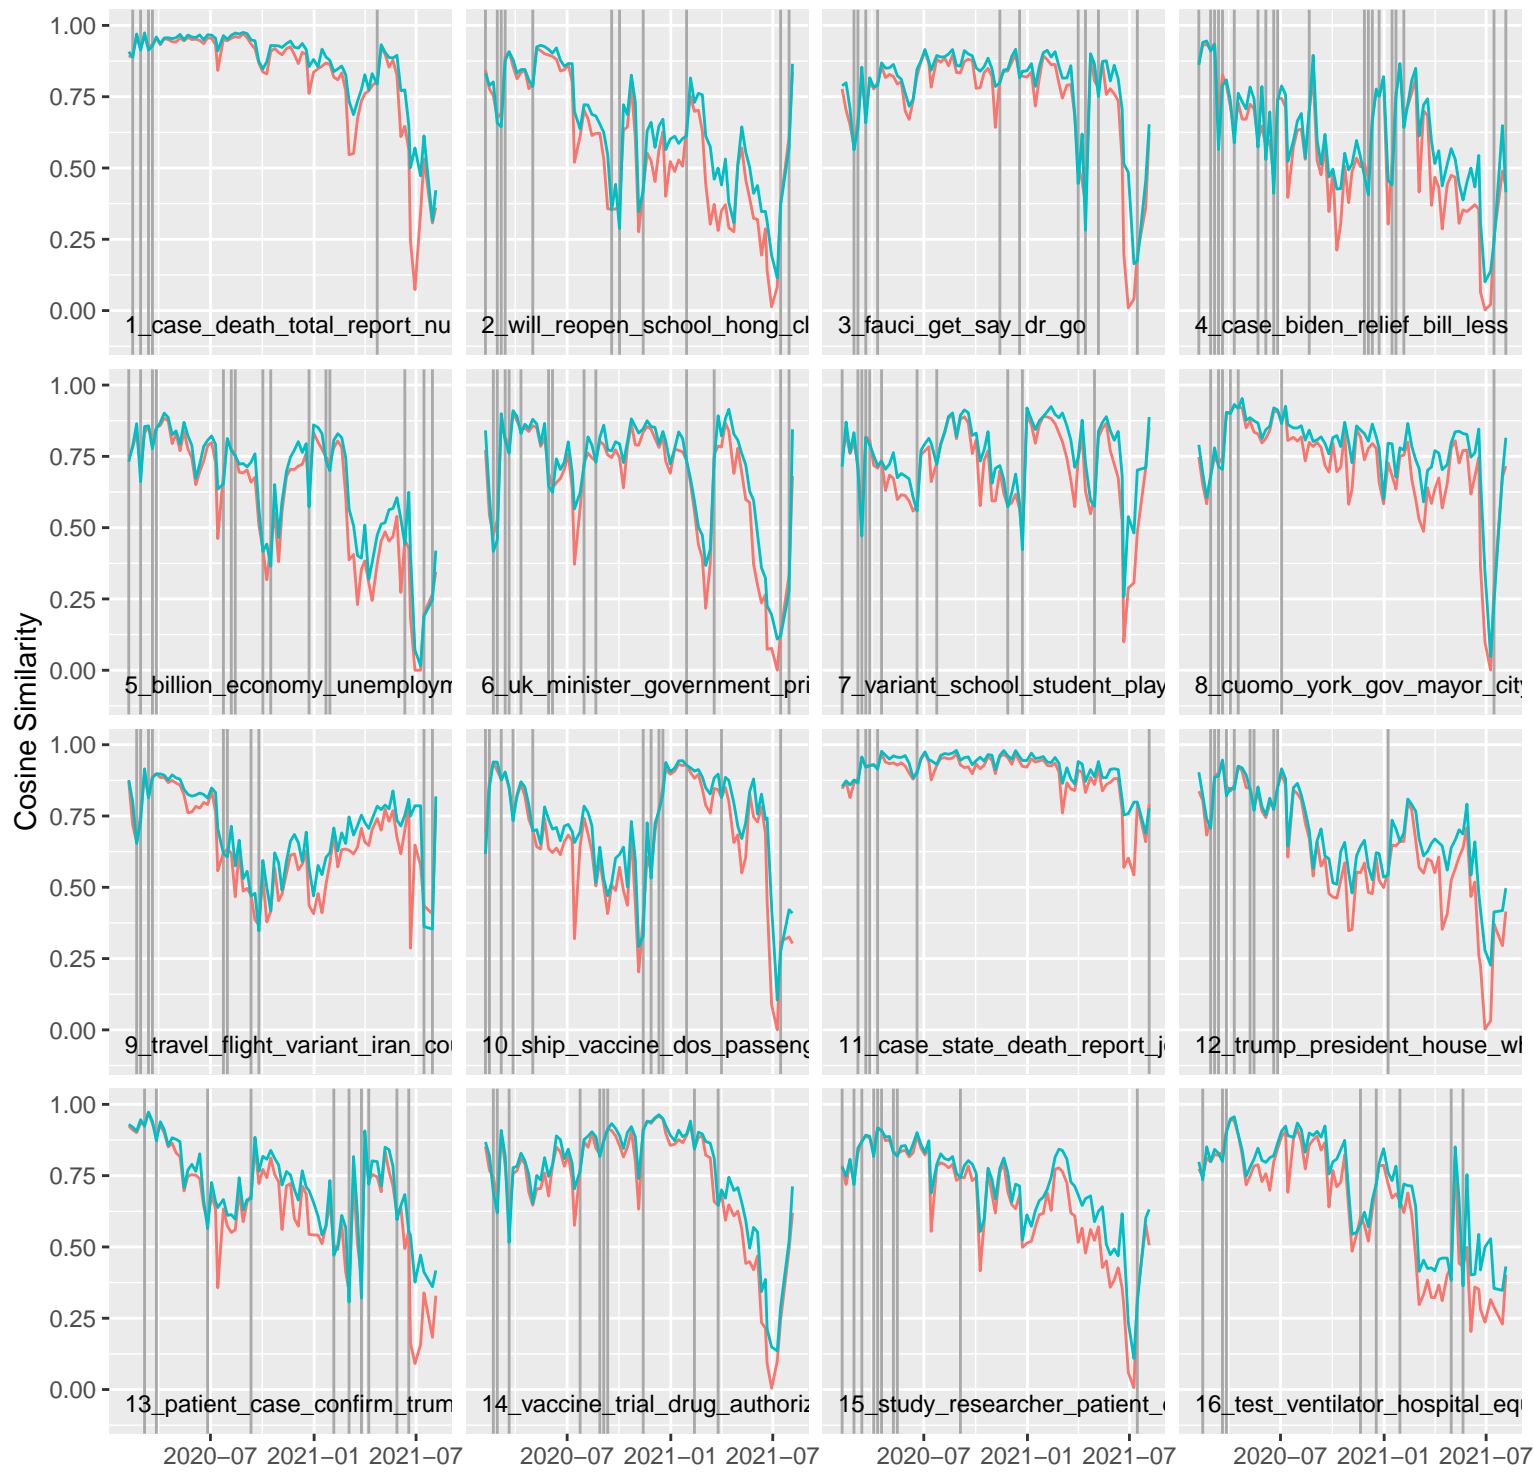 Cosine Similarity
1.00
0.75
0.50
0.25
0.00
1_case_death_total_report_nu
2_will_reopen_school_hong_cl
3_fauci_get_say_dr_go
4_case_biden_relief_bill_less
1.00
0.75
0.50
0.25
0.00
5_billion_economy_unemploym
6_uk_minister_government_pri
7_variant_school_student_play
8_cuomo_york_gov_mayor_city
1.00
0.75
0.50
0.25
0.00
9_travel_flight_variant_iran_cou
10_ship_vaccine_dos_passeng
11_case_state_death_report_j
12_trump_president_house_wh
1.00
0.75
0.50
0.25
0.00
13_patient_case_confirm_trum
14_vaccine_trial_drug_authoriz
15_study_researcher_patient_
16_test_ventilator_hospital_equ
2020−07 2021−01 2021−07 2020−07 2021−01 2021−07 2020−07 2021−01 2021−07 2020−07 2021−01 2021−07